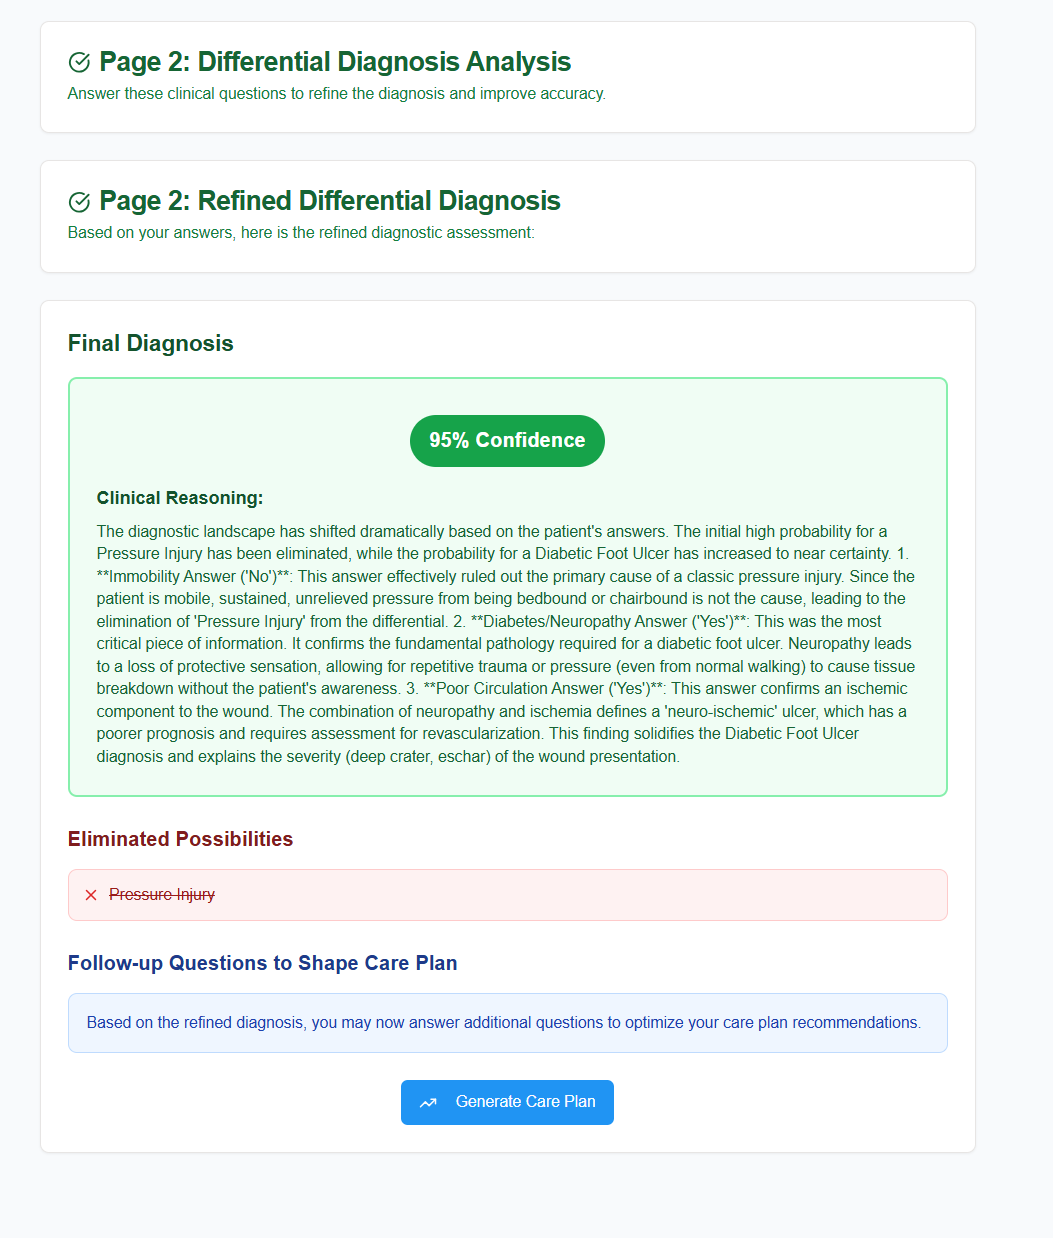 Page 2: Differential Diagnosis Analysis
Answer these clinical questions to refine the diagnosis and improve accuracy.
Page 2: Refined Differential Diagnosis
Based on your answers, here is the refined diagnostic assessment:
Final Diagnosis
95% Confidence
Clinical Reasoning:
The diagnostic landscape has shifted dramatically based on the patient's answers. The initial high probability for a
Pressure Injury has been eliminated, while the probability for a Diabetic Foot Ulcer has increased to near certainty. 1.
**Immobility Answer ('No')**: This answer effectively ruled out the primary cause of a classic pressure injury. Since the
patient is mobile, sustained, unrelieved pressure from being bedbound or chairbound is not the cause, leading to the
elimination of 'Pressure Injury' from the differential. 2. **Diabetes/Neuropathy Answer ('Yes')**: This was the most
critical piece of information. It confirms the fundamental pathology required for a diabetic foot ulcer. Neuropathy leads
to a loss of protective sensation, allowing for repetitive trauma or pressure (even from normal walking) to cause tissue
breakdown without the patient's awareness. 3. **Poor Circulation Answer ('Yes')**: This answer confirms an ischemic
component to the wound. The combination of neuropathy and ischemia defines a 'neuro-ischemic' ulcer, which has a
poorer prognosis and requires assessment for revascularization. This finding solidifies the Diabetic Foot Ulcer
diagnosis and explains the severity (deep crater, eschar) of the wound presentation.
Eliminated Possibilities
Pressure Injury
Follow-up Questions to Shape Care Plan
Based on the refined diagnosis, you may now answer additional questions to optimize your care plan recommendations.
Generate Care Plan